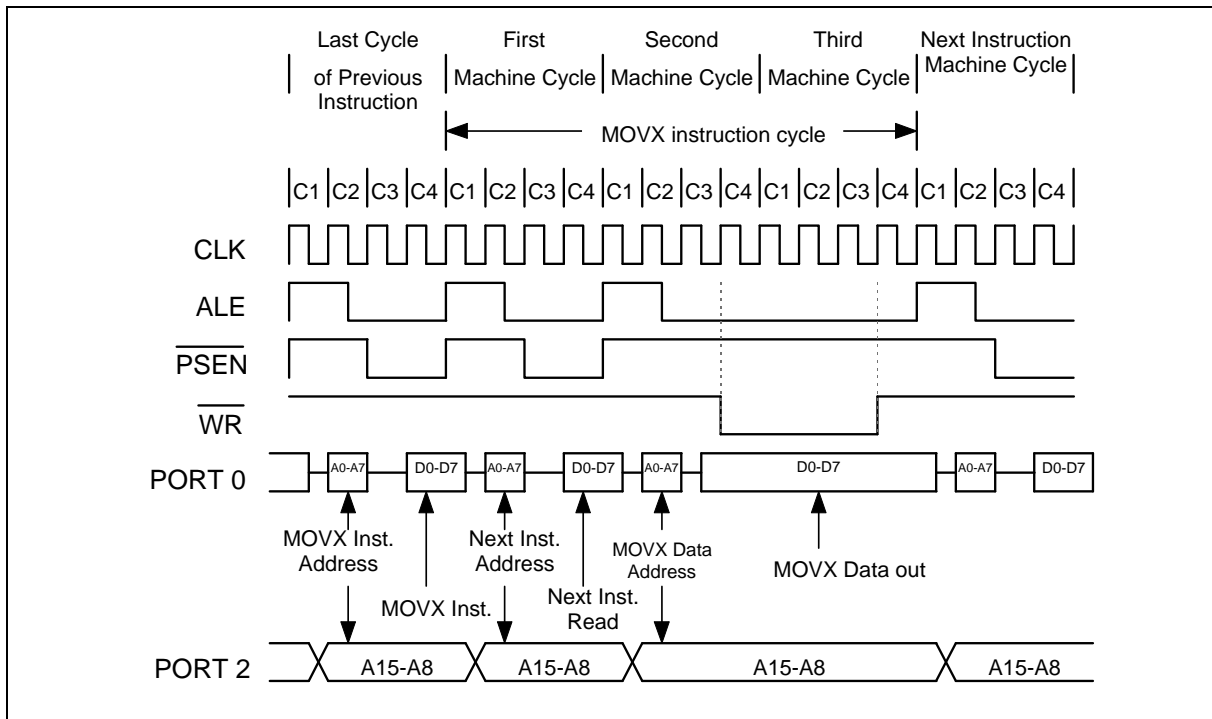 Last Cycle
of Previous
Instruction
First
Machine Cycle
Second
Machine Cycle
Third
Machine Cycle
Next Instruction
Machine Cycle
MOVX instruction cycle
C1 C2 C3 C4 C1 C2 C3 C4 C1 C2 C3 C4 C1 C2 C3 C4 C1 C2 C3 C4
CLK
ALE
PSEN
WR
PORT 0
A0-A7 D0-D7 A0-A7 D0-D7 A0-A7 D0-D7 A0-A7 D0-D7
MOVX Inst.
Address
MOVX Inst.
Next Inst.
Address
Next Inst.
Read
MOVX Data
Address
MOVX Data out
PORT 2
A15-A8 A15-A8 A15-A8 A15-A8